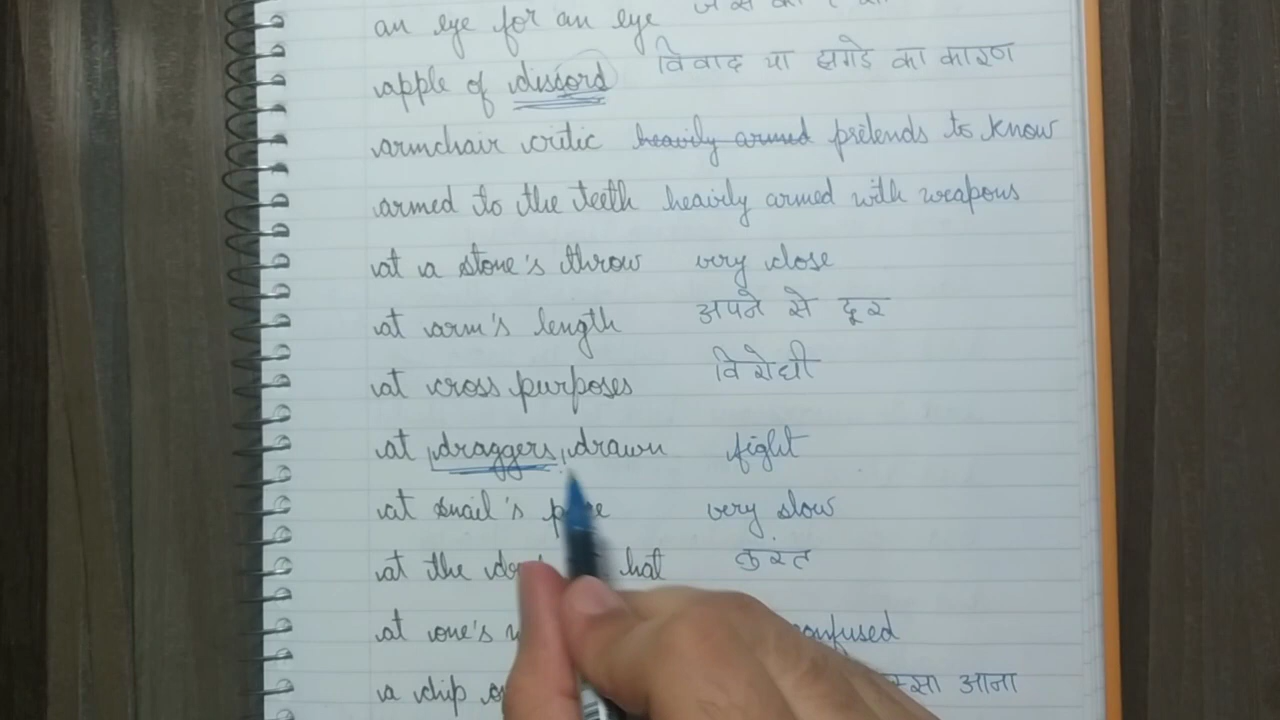 an eye for an eye
apple of discord विवाद या झगडे का कारण
armchair critic heavily armed pretends to know
armed to the teeth heavily armed with weapons
at a stone's throw very close
at arm's length अपने से दूर
at cross purposes विरोधी
at draggers drawn fight
at snail's very slow
at the hat
at one's confused
a chip आना